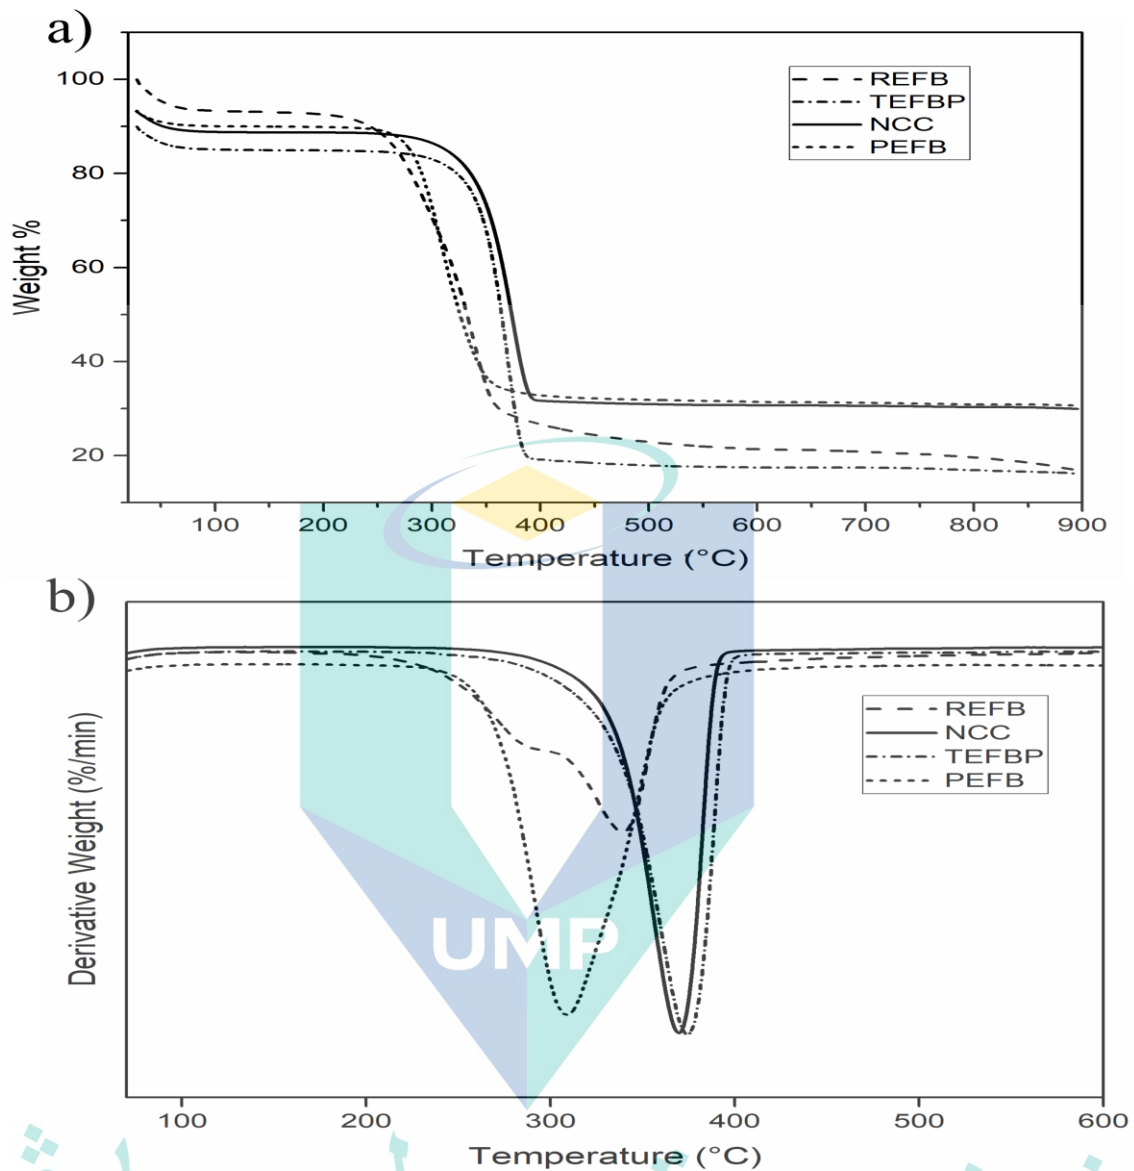 a)
100
80
60
40
20
Weight %
REFB
TEFBP
NCC
PEFB
100 200 300 400 500 600 700 800 900
Temperature (°C)
b)
Derivative Weight (%/min)
REFB
NCC
TEFBP
PEFB
UMP
100 200 300 400 500 600
Temperature (°C)